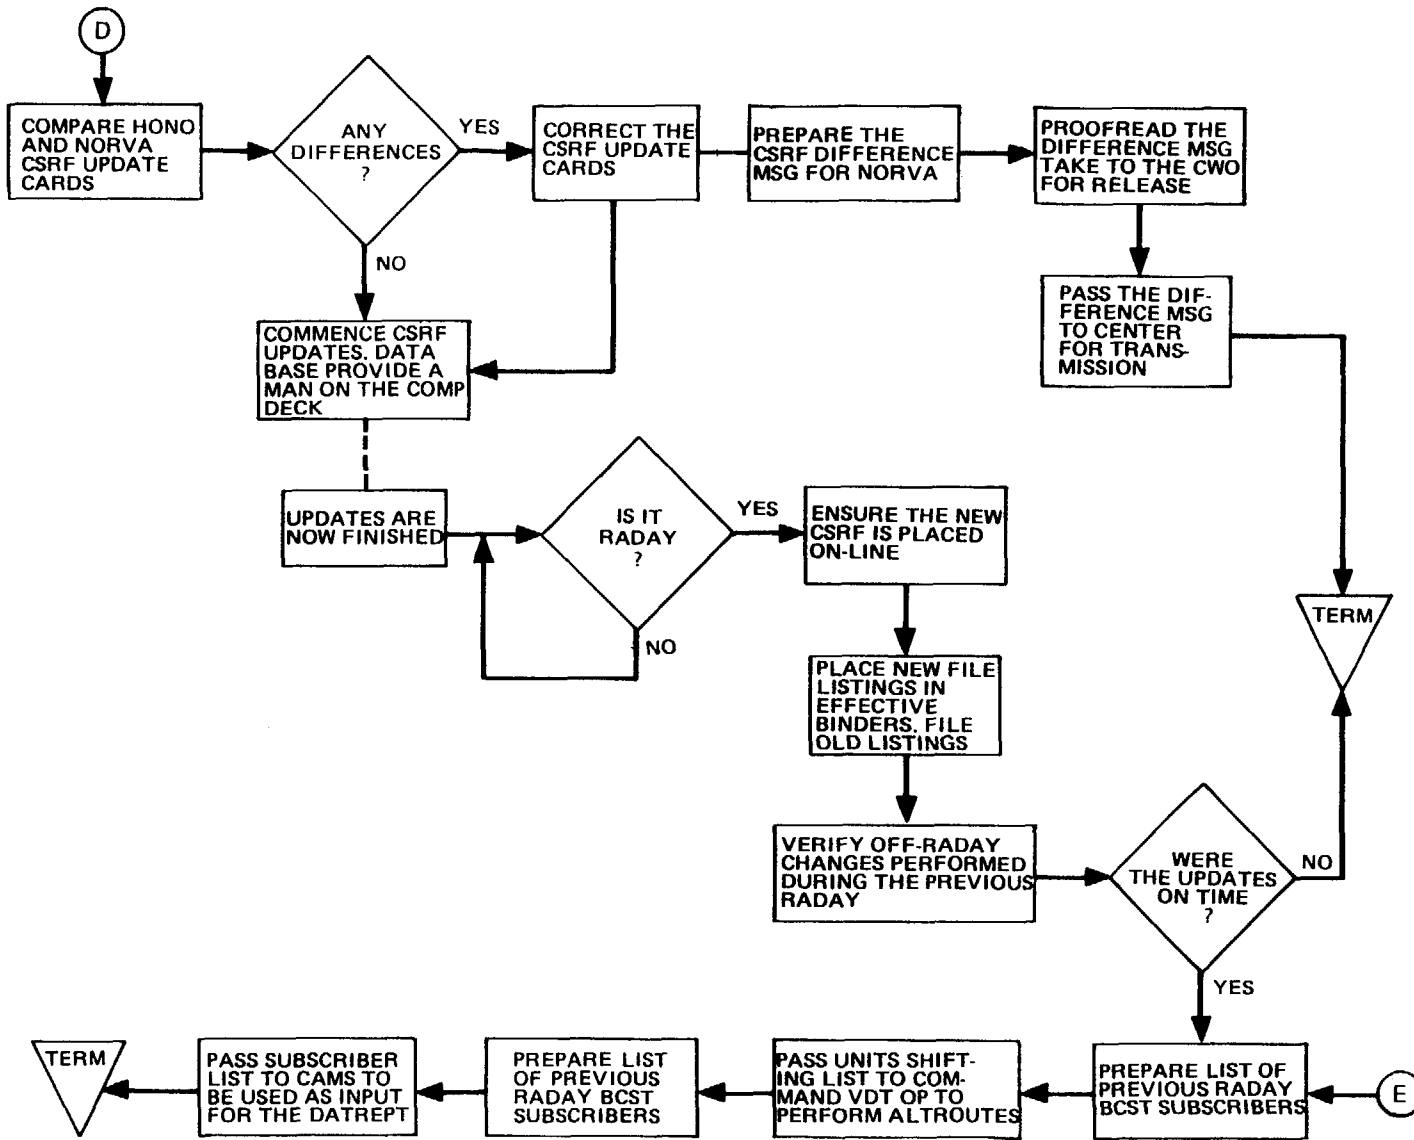 D
COMPARE HONO
AND NORVA
CSRF UPDATE
CARDS
ANY
DIFFERENCES
?
YES
NO
CORRECT THE
CSRF UPDATE
CARDS
PREPARE THE
CSRF DIFFERENCE
MSG FOR NORVA
PROOFREAD THE
DIFFERENCE MSG
TAKE TO THE CWO
FOR RELEASE
PASS THE DIF-
FERENCE MSG
TO CENTER
FOR TRANS-
MISSION
COMMENCE CSRF
UPDATES. DATA
BASE PROVIDE A
MAN ON THE COMP
DECK
UPDATES ARE
NOW FINISHED
IS IT
RADAY
?
YES
NO
ENSURE THE NEW
CSRF IS PLACED
ON-LINE
PLACE NEW FILE
LISTINGS IN
EFFECTIVE
BINDERS. FILE
OLD LISTINGS
TERM
VERIFY OFF-RADAY
CHANGES PERFORMED
DURING THE PREVIOUS
RADAY
WERE
THE UPDATES
ON TIME
?
NO
YES
TERM
PASS SUBSCRIBER
LIST TO CAMS TO
BE USED AS INPUT
FOR THE DATREPT
PREPARE LIST
OF PREVIOUS
RADAY BCST
SUBSCRIBERS
PASS UNITS SHIFT-
ING LIST TO COM-
MAND VDT OP TO
PERFORM ALTROUTES
PREPARE LIST OF
PREVIOUS RADAY
BCST SUBSCRIBERS
E